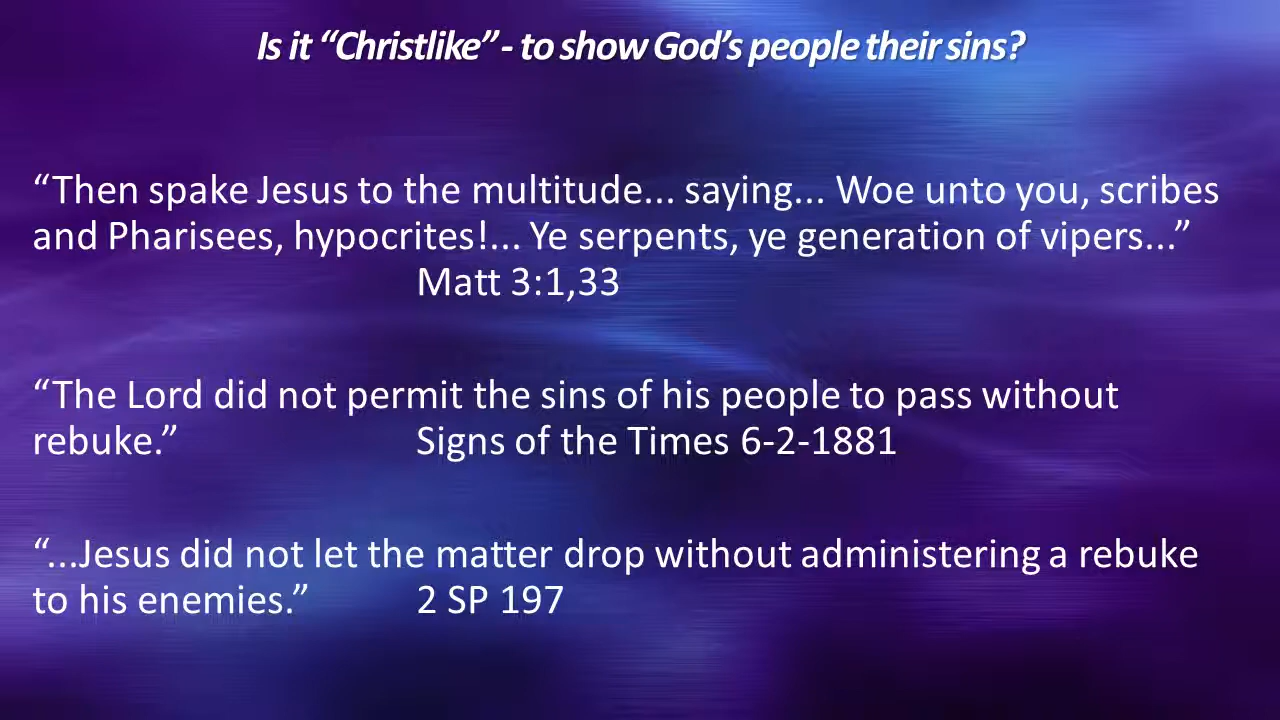 Is it “Christlike” - to show God’s people their sins?
“Then spake Jesus to the multitude... saying... Woe unto you, scribes
and Pharisees, hypocrites!... Ye serpents, ye generation of vipers...”
Matt 3:1,33
“The Lord did not permit the sins of his people to pass without
rebuke.” Signs of the Times 6-2-1881
“...Jesus did not let the matter drop without administering a rebuke
to his enemies.” 2 SP 197